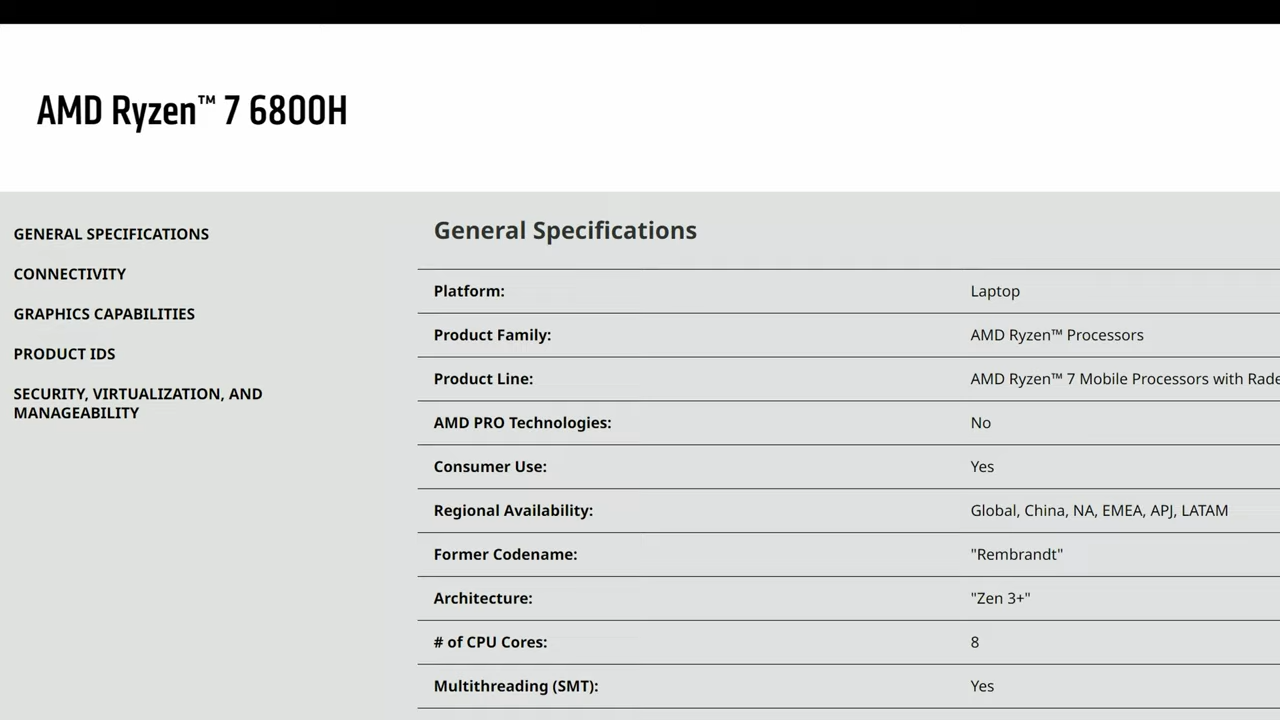 AMD Ryzen™ 7 6800H
GENERAL SPECIFICATIONS
CONNECTIVITY
GRAPHICS CAPABILITIES
PRODUCT IDS
SECURITY, VIRTUALIZATION, AND
MANAGEABILITY
General Specifications
Platform: Laptop
Product Family: AMD Ryzen™ Processors
Product Line: AMD Ryzen™ 7 Mobile Processors with
AMD PRO Technologies: No
Consumer Use: Yes
Regional Availability: Global, China, NA, EMEA, APJ, LATAM
Former Codename: "Rembrandt"
Architecture: "Zen 3+"
# of CPU Cores: 8
Multithreading (SMT): Yes